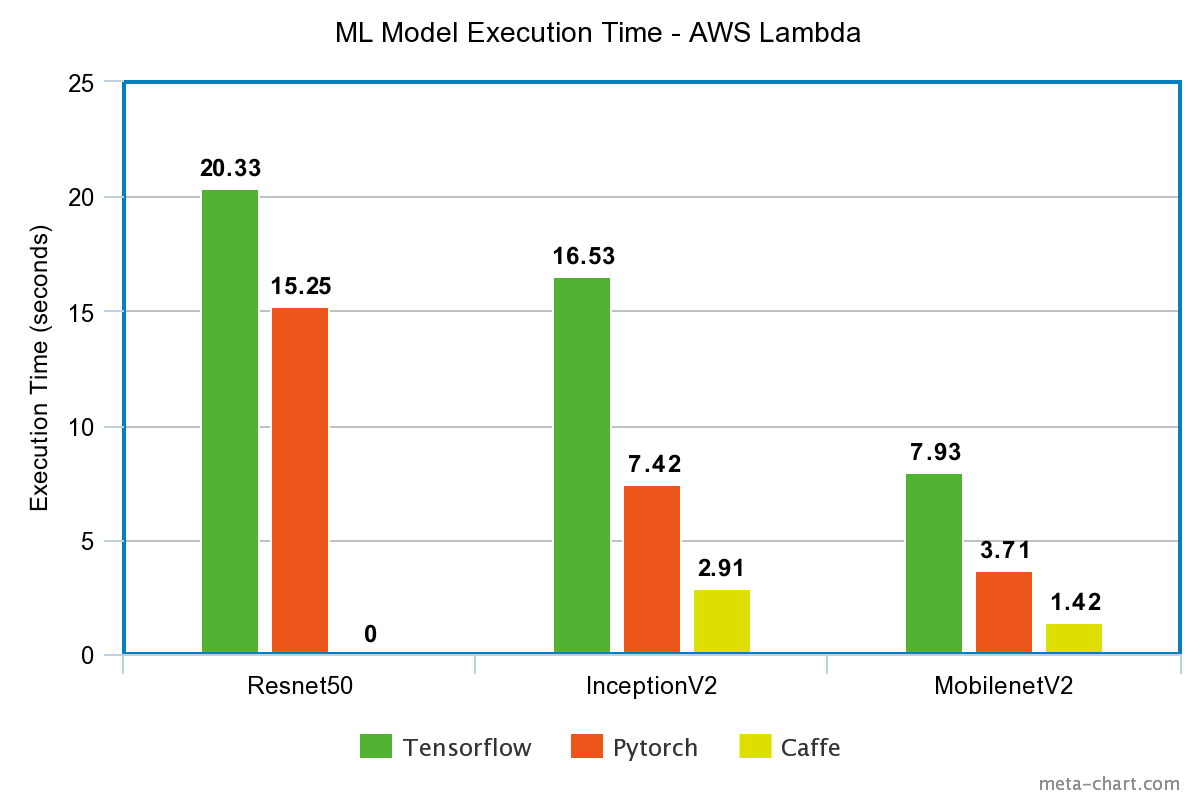 ML Model Execution Time - AWS Lambda
Execution Time (seconds)
25
20
15
10
5
0
20.33
15.25
0
16.53
7.42
2.91
7.93
3.71
1.42
Resnet50
InceptionV2
MobilenetV2
Tensorflow
Pytorch
Caffe
meta-chart.com